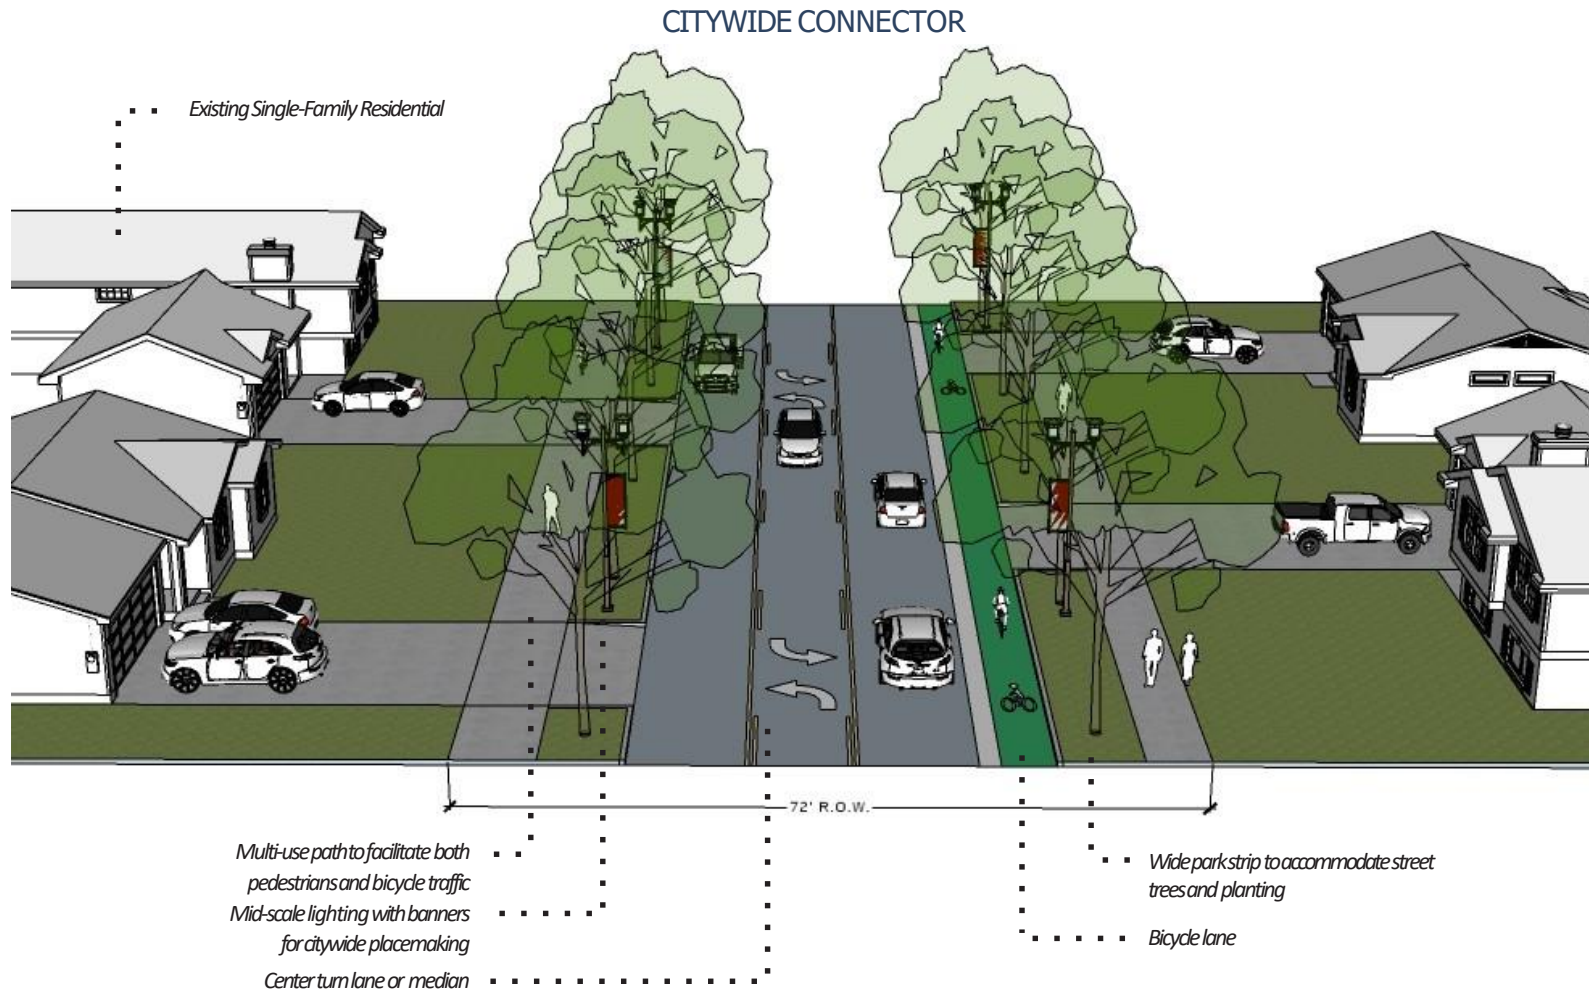 CITYWIDE CONNECTOR
Existing Single-Family Residential
72' R.O.W.
Multi-use path to facilitate both
pedestrians and bicycle traffic
Mid-scale lighting with banners
for citywide placemaking
Center turn lane or median
Wide park strip to accommodate street
trees and planting
Bicycle lane